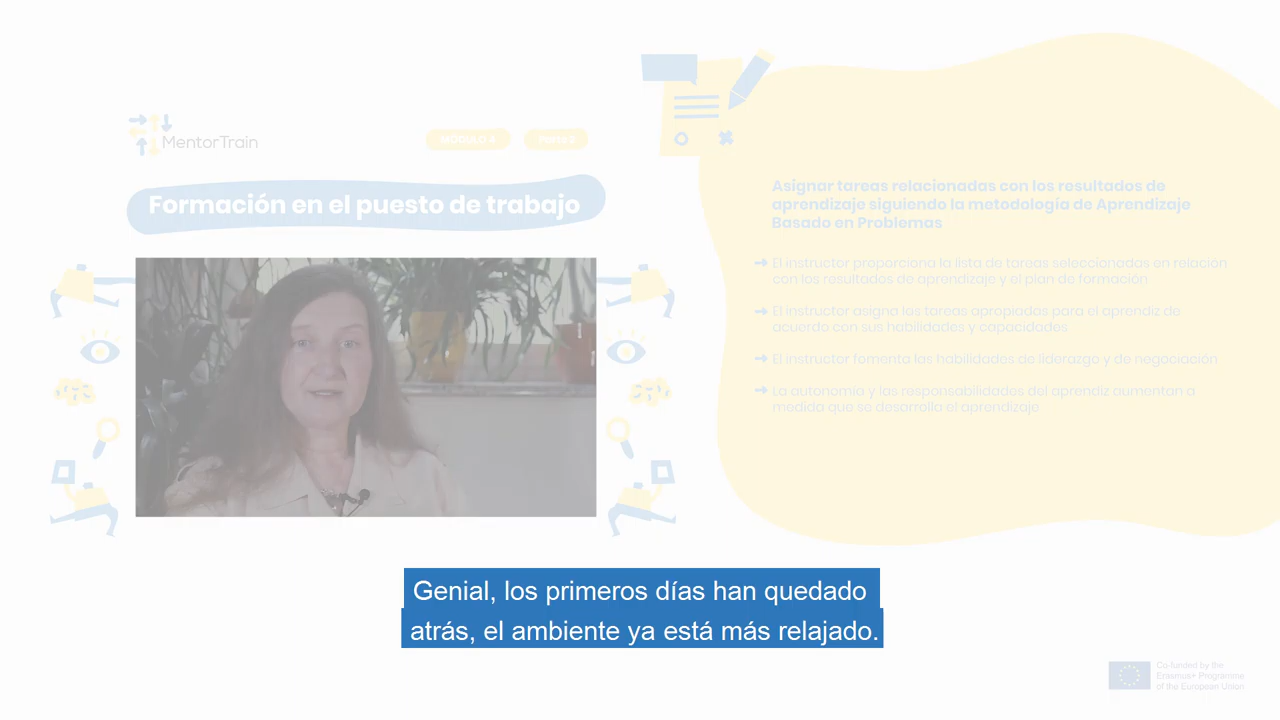 MentorTrain
MÓDULO 4
Parte 2
Formación en el puesto de trabajo
Asignar tareas relacionadas con los resultados de
aprendizaje siguiendo la metodología de Aprendizaje
Basado en Problemas
El instructor proporciona la lista de tareas seleccionadas en relación
con los resultados de aprendizaje y el plan de formación
El instructor asigna las tareas apropiadas para el aprendiz de
acuerdo con sus habilidades y capacidades
El instructor fomenta las habilidades de liderazgo y de negociación
La autonomía y las responsabilidades del aprendiz aumentan a
medida que se desarrolla el aprendizaje
Genial, los primeros días han quedado
atrás, el ambiente ya está más relajado.
Co-funded by the
Erasmus+ Programme
of the European Union